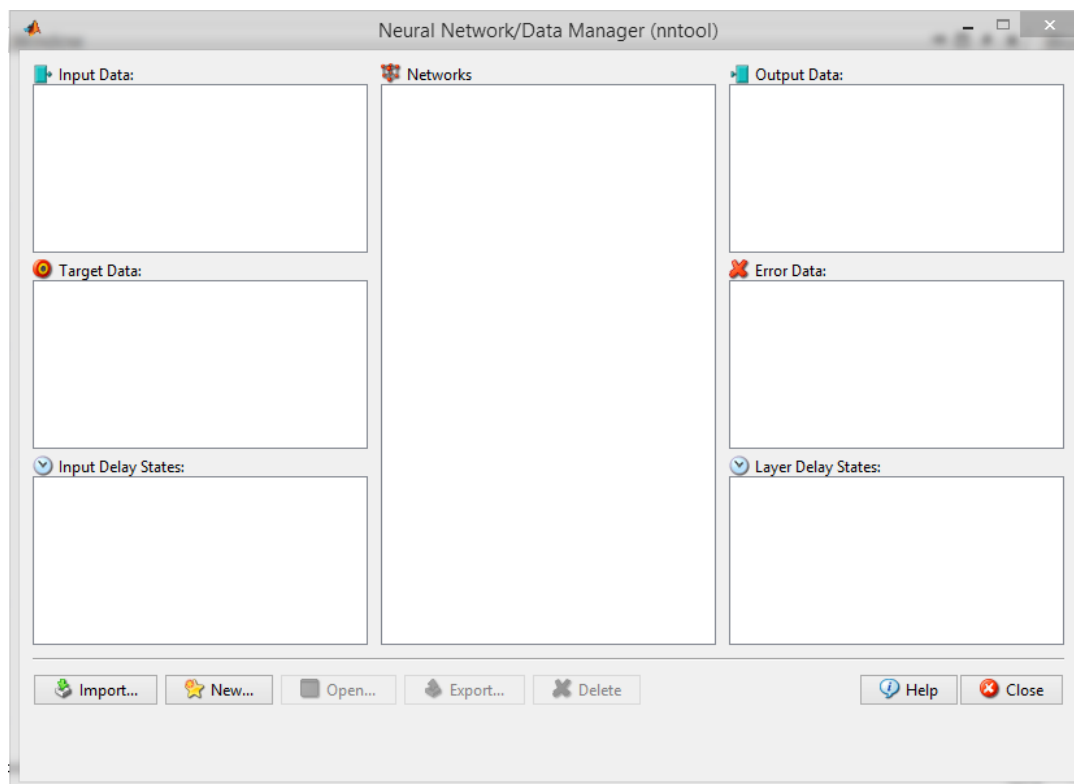 Neural Network/Data Manager (nntool)
Input Data:
Networks
Output Data:
Target Data:
Error Data:
Input Delay States:
Layer Delay States:
Import...
New...
Open...
Export...
Delete
Help
Close